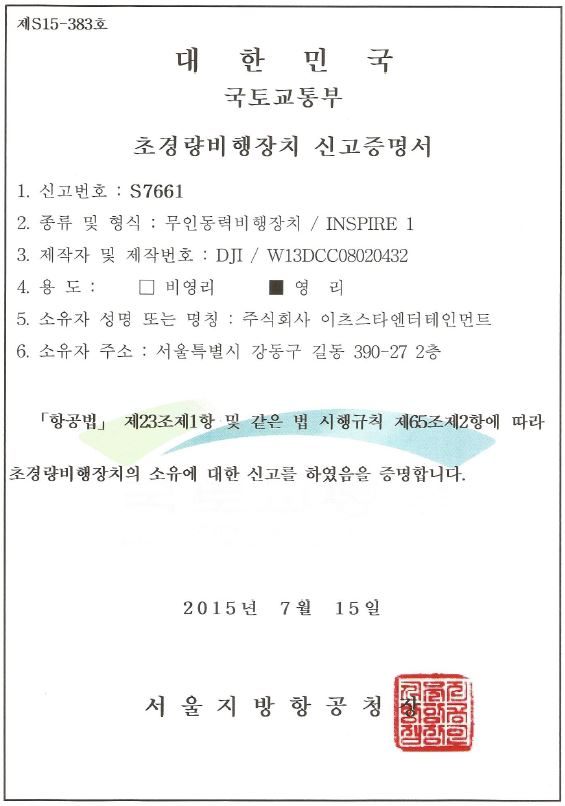 제S15-383호
대 한 민 국
국토교통부
초경량비행장치 신고증명서
1. 신고번호 : S7661
2. 종류 및 형식 : 무인동력비행장치 / INSPIRE 1
3. 제작자 및 제작번호 : DJI / W13DCC08020432
4. 용 도 : □ 비영리 ■ 영 리
5. 소유자 성명 또는 명칭 : 주식회사 이츠스타엔터테인먼트
6. 소유자 주소 : 서울특별시 강동구 길동 390-27 2층
「항공법」 제23조제1항 및 같은 법 시행규칙 제65조제2항에 따라
초경량비행장치의 소유에 대한 신고를 하였음을 증명합니다.
2015년 7월 15일
서 울 지 방 항 공 청 장